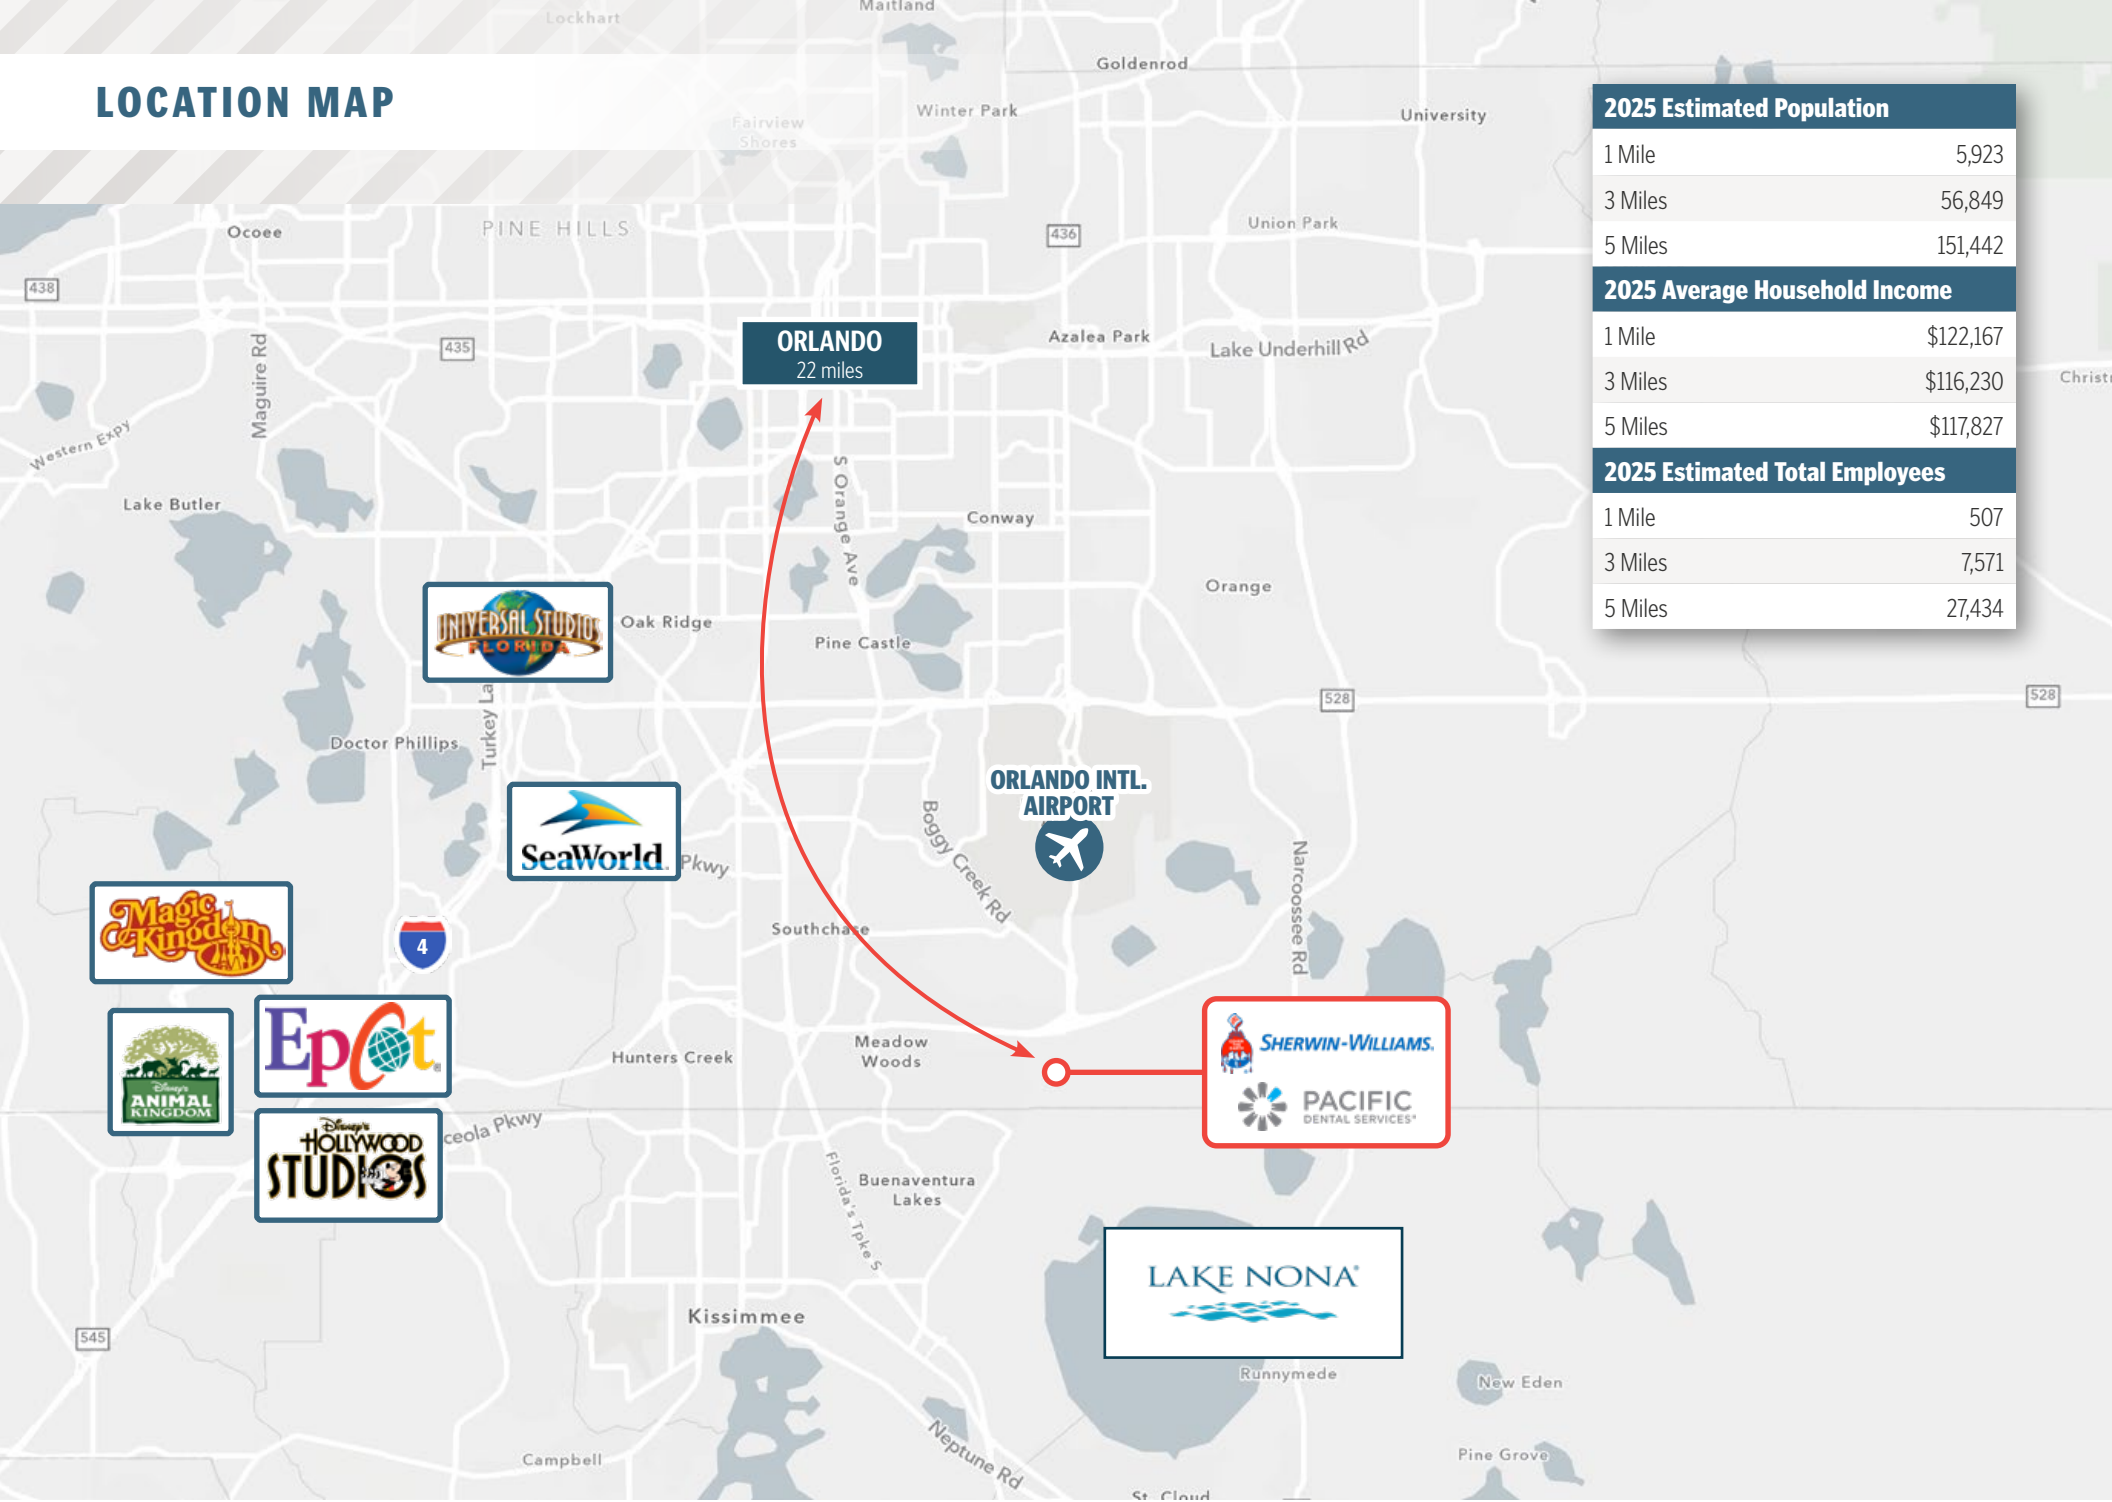 LOCATION MAP
Lockhart
Maitland
Goldenrod
Winter Park
University
Fairview
Shores
Ocoee
PINE HILLS
436
Union Park
438
Maguire Rd
435
ORLANDO
22 miles
Azalea Park
Lake Underhill Rd
Western Expy
Lake Butler
S Orange Ave
Conway
Orange
UNIVERSAL STUDIOS
FLORIDA
Oak Ridge
Pine Castle
Turkey La
528
528
Doctor Phillips
ORLANDO INTL.
AIRPORT
SeaWorld
Pkwy
Boggy Creek Rd
Narcoossee Rd
Magic
Kingdom
4
Southchase
Epcot
Disney's
ANIMAL
KINGDOM
Hunters Creek
Meadow
Woods
SHERWIN-WILLIAMS.
PACIFIC
DENTAL SERVICES®
Disney's
HOLLYWOOD
STUDIOS
ceola Pkwy
Florida's Tpke S
Buenaventura
Lakes
LAKE NONA®
Kissimmee
545
Runnymede
New Eden
Campbell
Neptune Rd
Pine Grove
St. Cloud
Christ
2025 Estimated Population
1 Mile 5,923
3 Miles 56,849
5 Miles 151,442
2025 Average Household Income
1 Mile $122,167
3 Miles $116,230
5 Miles $117,827
2025 Estimated Total Employees
1 Mile 507
3 Miles 7,571
5 Miles 27,434